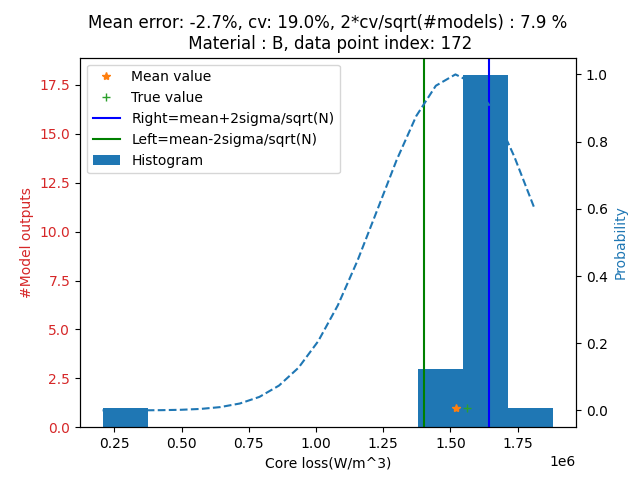 Mean error: -2.7%, cv: 19.0%, 2*cv/sqrt(#models) : 7.9 %
Material : B, data point index: 172
Mean value
True value
Right=mean+2sigma/sqrt(N)
Left=mean-2sigma/sqrt(N)
Histogram
#Model outputs
17.5
15.0
12.5
10.0
7.5
5.0
2.5
0.0
1.0
0.8
0.6
0.4
0.2
0.0
Probability
0.25
0.50
0.75
1.00
1.25
1.50
1.75
1e6
Core loss(W/m^3)